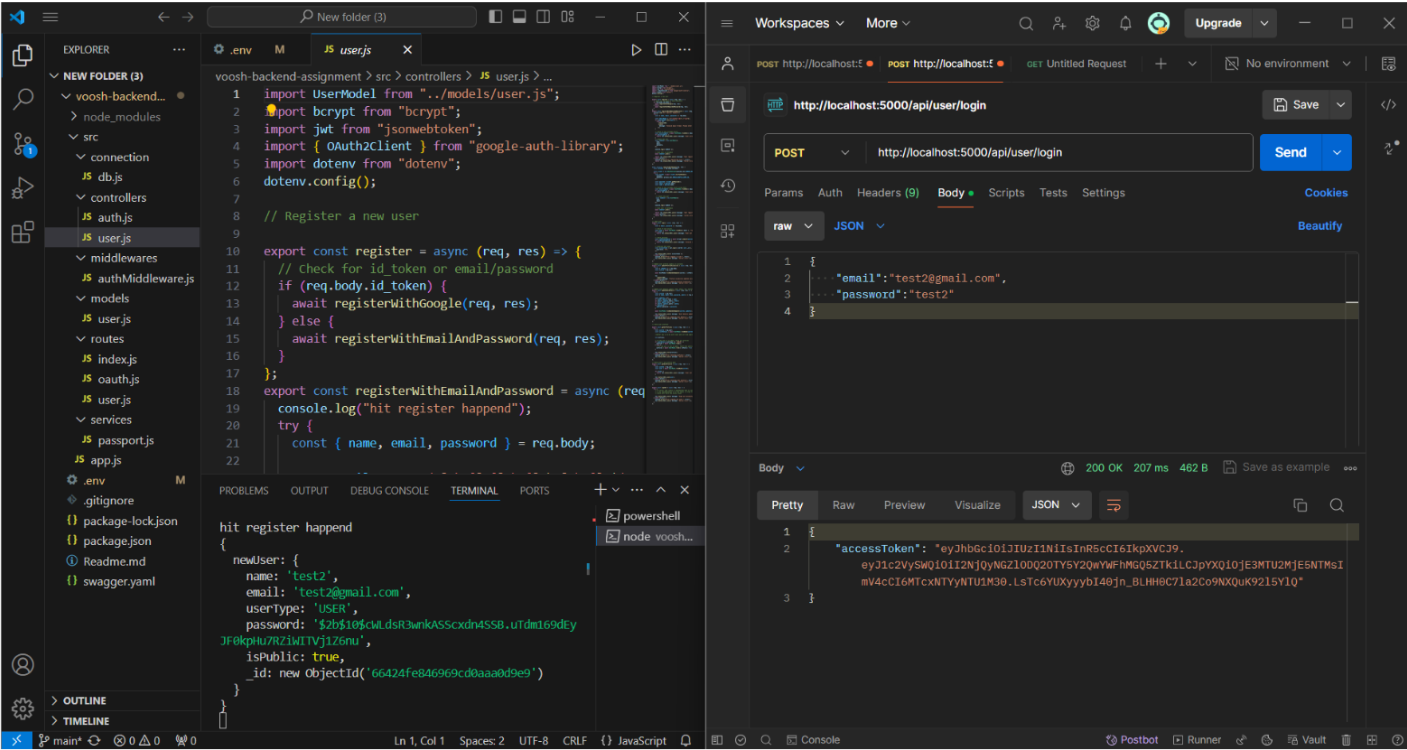 New folder (3)
EXPLORER
NEW FOLDER (3)
voosh-backend...
node_modules
src
connection
JS db.js
controllers
JS auth.js
JS user.js
middlewares
JS authMiddleware.js
models
JS user.js
routes
JS index.js
JS oauth.js
JS user.js
services
JS passport.js
JS app.js
.env M
.gitignore
{} package-lock.json
{} package.json
Readme.md
{} swagger.yaml
OUTLINE
TIMELINE
1
.env M
JS user.js
voosh-backend-assignment > src > controllers > JS user.js > ...
1 import UserModel from "../models/user.js";
2 import bcrypt from "bcrypt";
3 import jwt from "jsonwebtoken";
4 import { OAuth2Client } from "google-auth-library";
5 import dotenv from "dotenv";
6 dotenv.config();
7
8 // Register a new user
9
10 export const register = async (req, res) => {
11 // Check for id_token or email/password
12 if (req.body.id_token) {
13 await registerWithGoogle(req, res);
14 } else {
15 await registerWithEmailAndPassword(req, res);
16 }
17 };
18 export const registerWithEmailAndPassword = async (req
19 console.log("hit register happend");
20 try {
21 const { name, email, password } = req.body;
22
PROBLEMS OUTPUT DEBUG CONSOLE TERMINAL PORTS
powershell
node voosh...
hit register happend
{
newUser: {
name: 'test2',
email: 'test2@gmail.com',
userType: 'USER',
password: '$2b$10$cWLdsR3wnkASScxdn4SSB.uTdm169dEy
JF0kpHu7RZiWITVj1Z6nu',
isPublic: true,
_id: new ObjectId('66424fe846969cd0aaa0d9e9')
}
}
main* 0 0 0 Ln 1, Col 1 Spaces: 2 UTF-8 CRLF {} JavaScript
Workspaces More Upgrade
POST http://localhost:5 POST http://localhost:5 GET Untitled Request No environment
HTTP http://localhost:5000/api/user/login Save
POST http://localhost:5000/api/user/login Send
Params Auth Headers (9) Body Scripts Tests Settings Cookies
raw JSON Beautify
1 {
2 "email":"test2@gmail.com",
3 "password":"test2"
4 }
Body 200 OK 207 ms 462 B Save as example
Pretty Raw Preview Visualize JSON
1 {
2 "accessToken": "eyJhbGciOiJIUzI1NiIsInR5cCI6IkpXVCJ9.
eyJ1c2VySWQiOiI2NjQyNGZlODQ2OTY5Y2QwYWFhMGQ5ZTkiLCJpYXQiOjE3MTU2MjE5NTMsI
mV4cCI6MTcxNTYyNTU1M30.LsTc6YUXyyybI40jn_BLHH0C7la2Co9NXQuK92l5YlQ"
3 }
Console Postbot Runner Vault